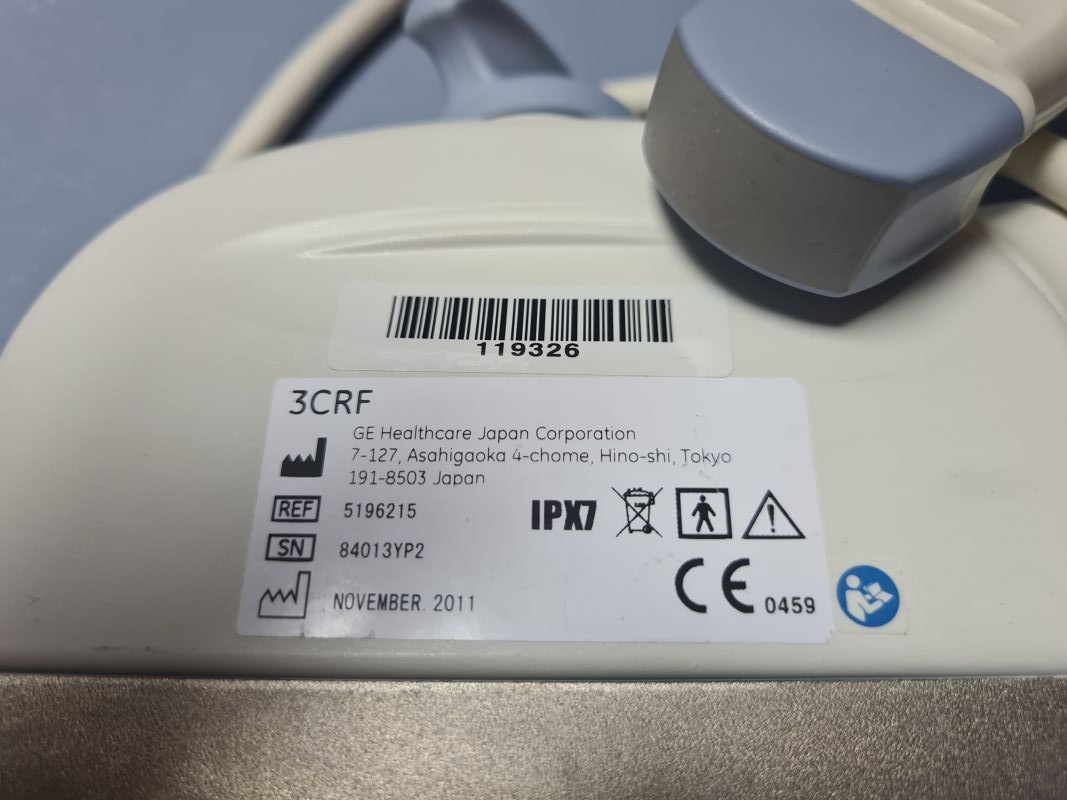 119326
3CRF
GE Healthcare Japan Corporation
7-127, Asahigaoka 4-chome, Hino-shi, Tokyo
191-8503 Japan
REF 5196215
IPX7
SN 84013YP2
NOVEMBER. 2011
CE 0459